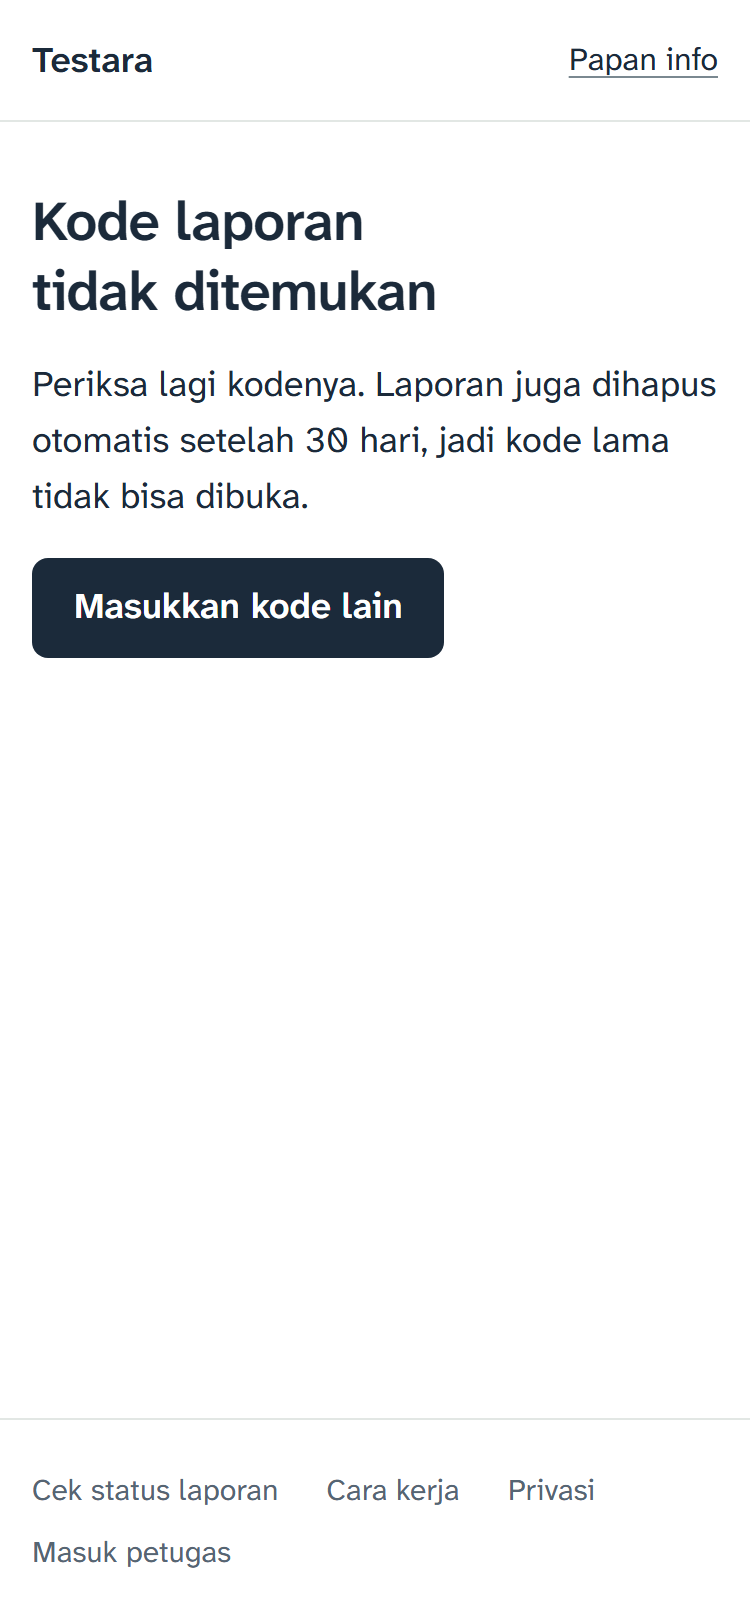 Testara
Papan info
Kode laporan
tidak ditemukan
Periksa lagi kodenya. Laporan juga dihapus
otomatis setelah 30 hari, jadi kode lama
tidak bisa dibuka.
Masukkan kode lain
Cek status laporan
Cara kerja
Privasi
Masuk petugas